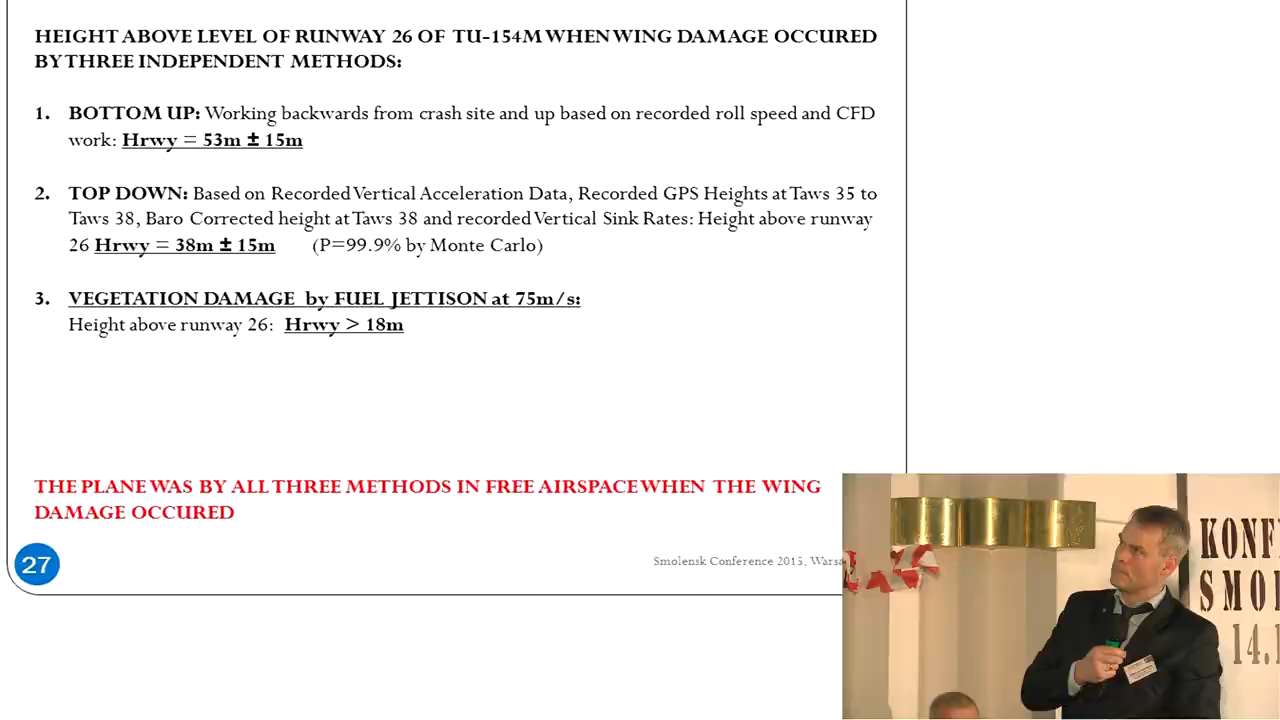 HEIGHT ABOVE LEVEL OF RUNWAY 26 OF TU-154M WHEN WING DAMAGE OCCURED
BY THREE INDEPENDENT METHODS:
1. BOTTOM UP: Working backwards from crash site and up based on recorded roll speed and CFD
work: Hrwy = 53m ± 15m
2. TOP DOWN: Based on Recorded Vertical Acceleration Data, Recorded GPS Heights at Taws 35 to
Taws 38, Baro Corrected height at Taws 38 and recorded Vertical Sink Rates: Height above runway
26 Hrwy = 38m ± 15m (P=99.9% by Monte Carlo)
3. VEGETATION DAMAGE by FUEL JETTISON at 75m/s:
Height above runway 26: Hrwy > 18m
THE PLANE WAS BY ALL THREE METHODS IN FREE AIRSPACE WHEN THE WING
DAMAGE OCCURED
27
Smolensk Conference 2015, Warsa
KONF
SMO
14.1